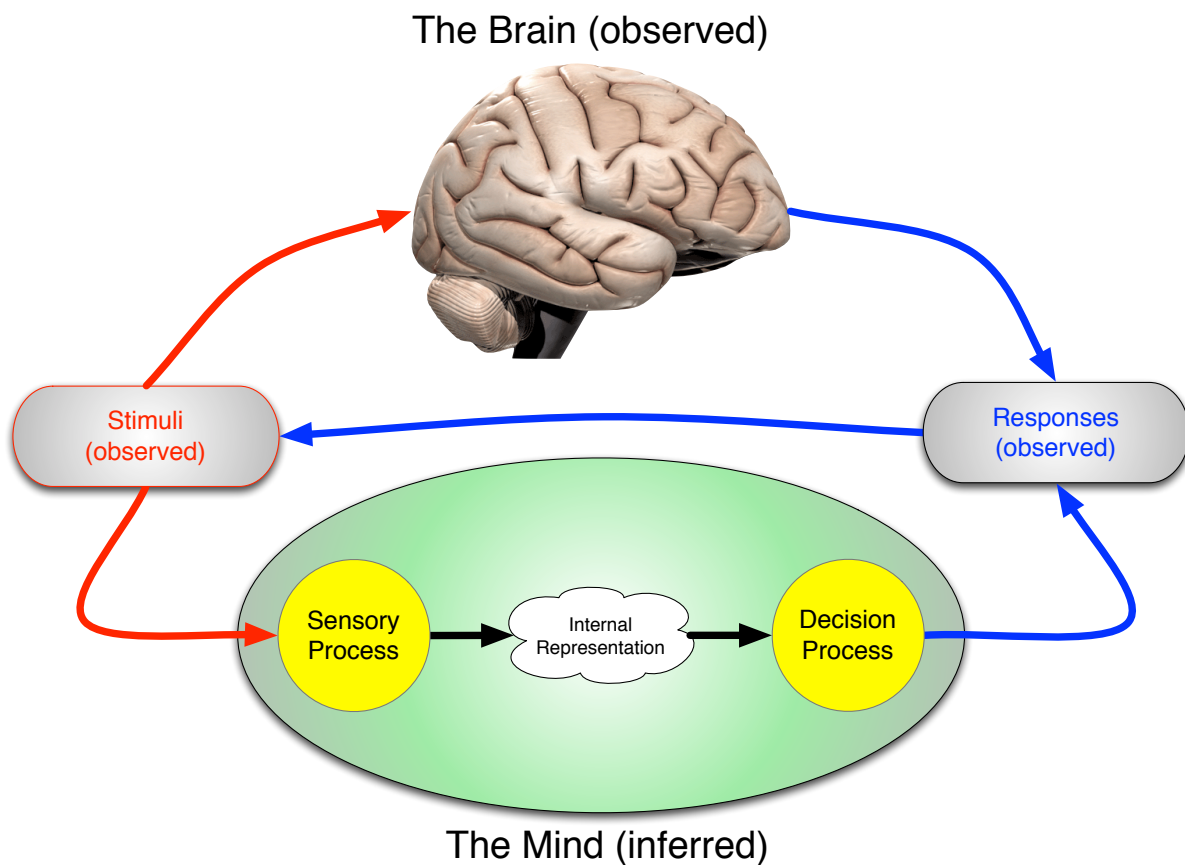 The Brain (observed)
Stimuli
(observed)
Responses
(observed)
Sensory
Process
Internal
Representation
Decision
Process
The Mind (inferred)